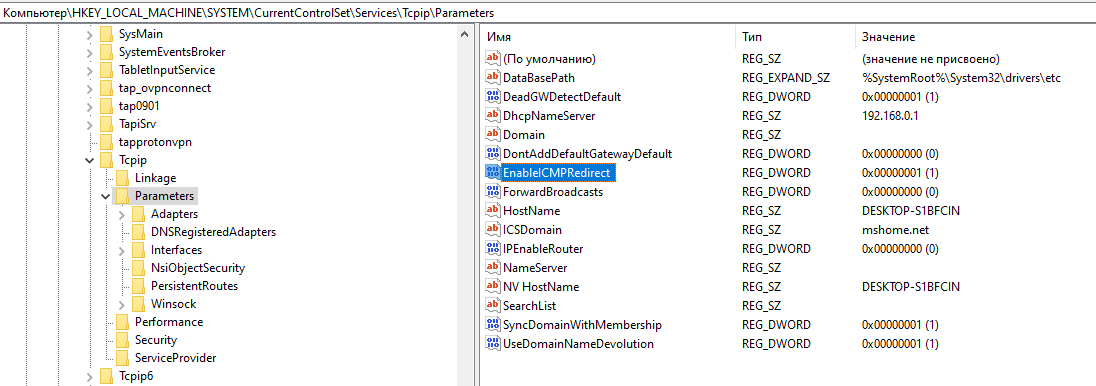 Компьютер\HKEY_LOCAL_MACHINE\SYSTEM\CurrentControlSet\Services\Tcpip\Parameters
SysMain
SystemEventsBroker
TabletInputService
tap_ovpnconnect
tap0901
TapiSrv
tapprotonvpn
Tcpip
Linkage
Parameters
Adapters
DNSRegisteredAdapters
Interfaces
NsiObjectSecurity
PersistentRoutes
Winsock
Performance
Security
ServiceProvider
Tcpip6
Имя Тип Значение
(По умолчанию) REG_SZ (значение не присвоено)
DataBasePath REG_EXPAND_SZ %SystemRoot%\System32\drivers\etc
DeadGWDetectDefault REG_DWORD 0x00000001 (1)
DhcpNameServer REG_SZ 192.168.0.1
Domain REG_SZ
DontAddDefaultGatewayDefault REG_DWORD 0x00000000 (0)
EnableICMPRedirect REG_DWORD 0x00000001 (1)
ForwardBroadcasts REG_DWORD 0x00000000 (0)
HostName REG_SZ DESKTOP-S1BFCIN
ICSDomain REG_SZ mshome.net
IPEnableRouter REG_DWORD 0x00000000 (0)
NameServer REG_SZ
NV HostName REG_SZ DESKTOP-S1BFCIN
SearchList REG_SZ
SyncDomainWithMembership REG_DWORD 0x00000001 (1)
UseDomainNameDevolution REG_DWORD 0x00000001 (1)